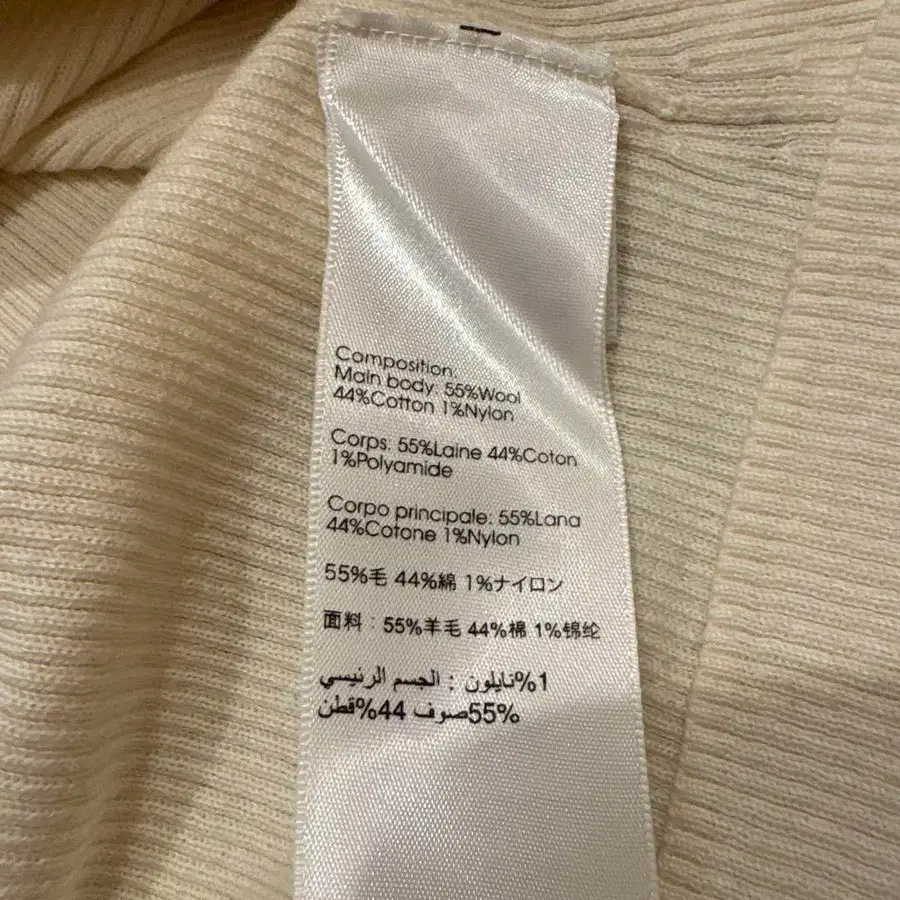 Composition:
Main body: 55%Wool
44%Cotton 1%Nylon
Corps: 55%Laine 44%Coton
1%Polyamide
Corpo principale: 55%Lana
44%Cotone 1%Nylon
55%毛 44%綿 1%ナイロン
面料：55%羊毛 44%棉 1%锦纶
1%نايلون : الجسم الرئيسي
55%صوف 44%قطن